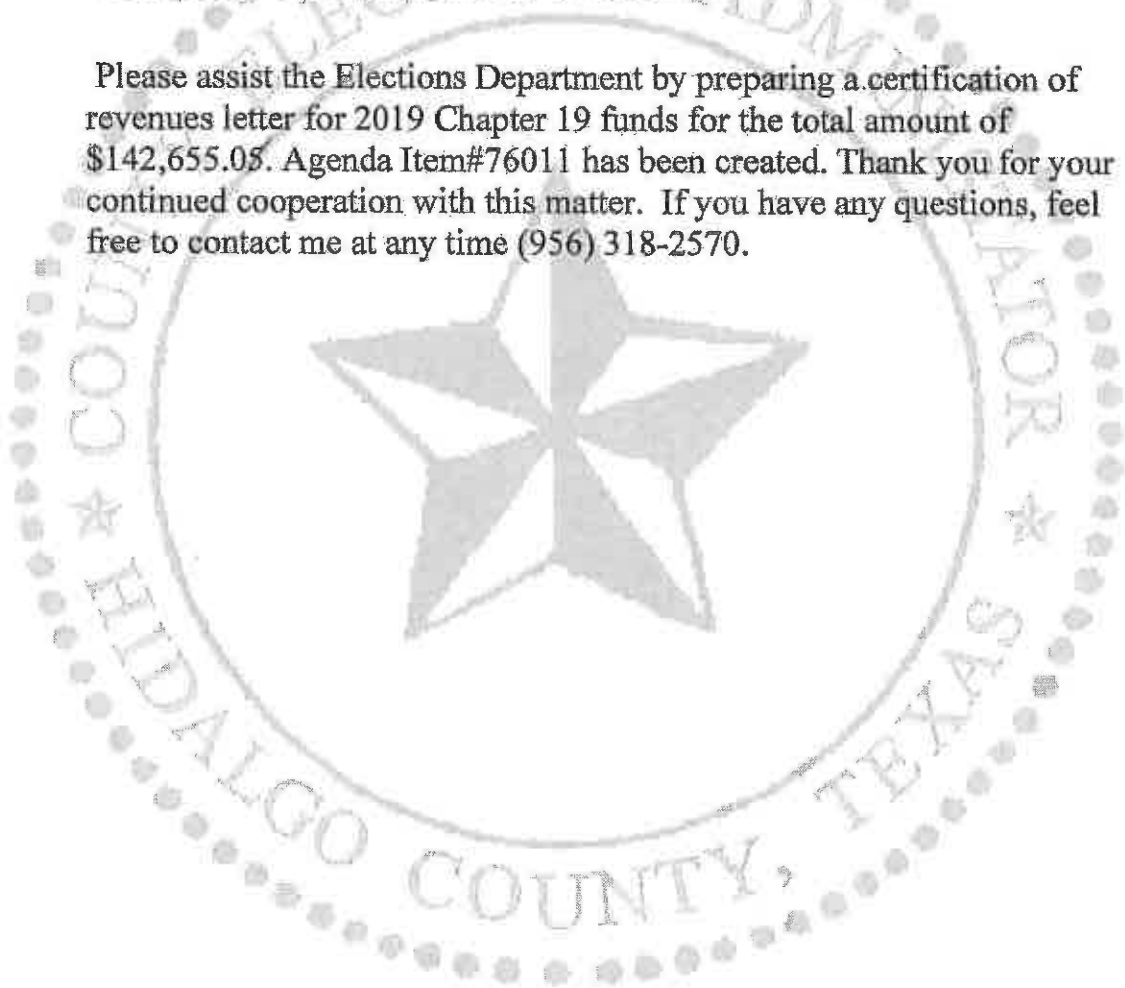 Please assist the Elections Department by preparing a certification of
revenues letter for 2019 Chapter 19 funds for the total amount of
$142,655.05. Agenda Item#76011 has been created. Thank you for your
continued cooperation with this matter. If you have any questions, feel
free to contact me at any time (956) 318-2570.
HIDALGO COUNTY, TEXAS